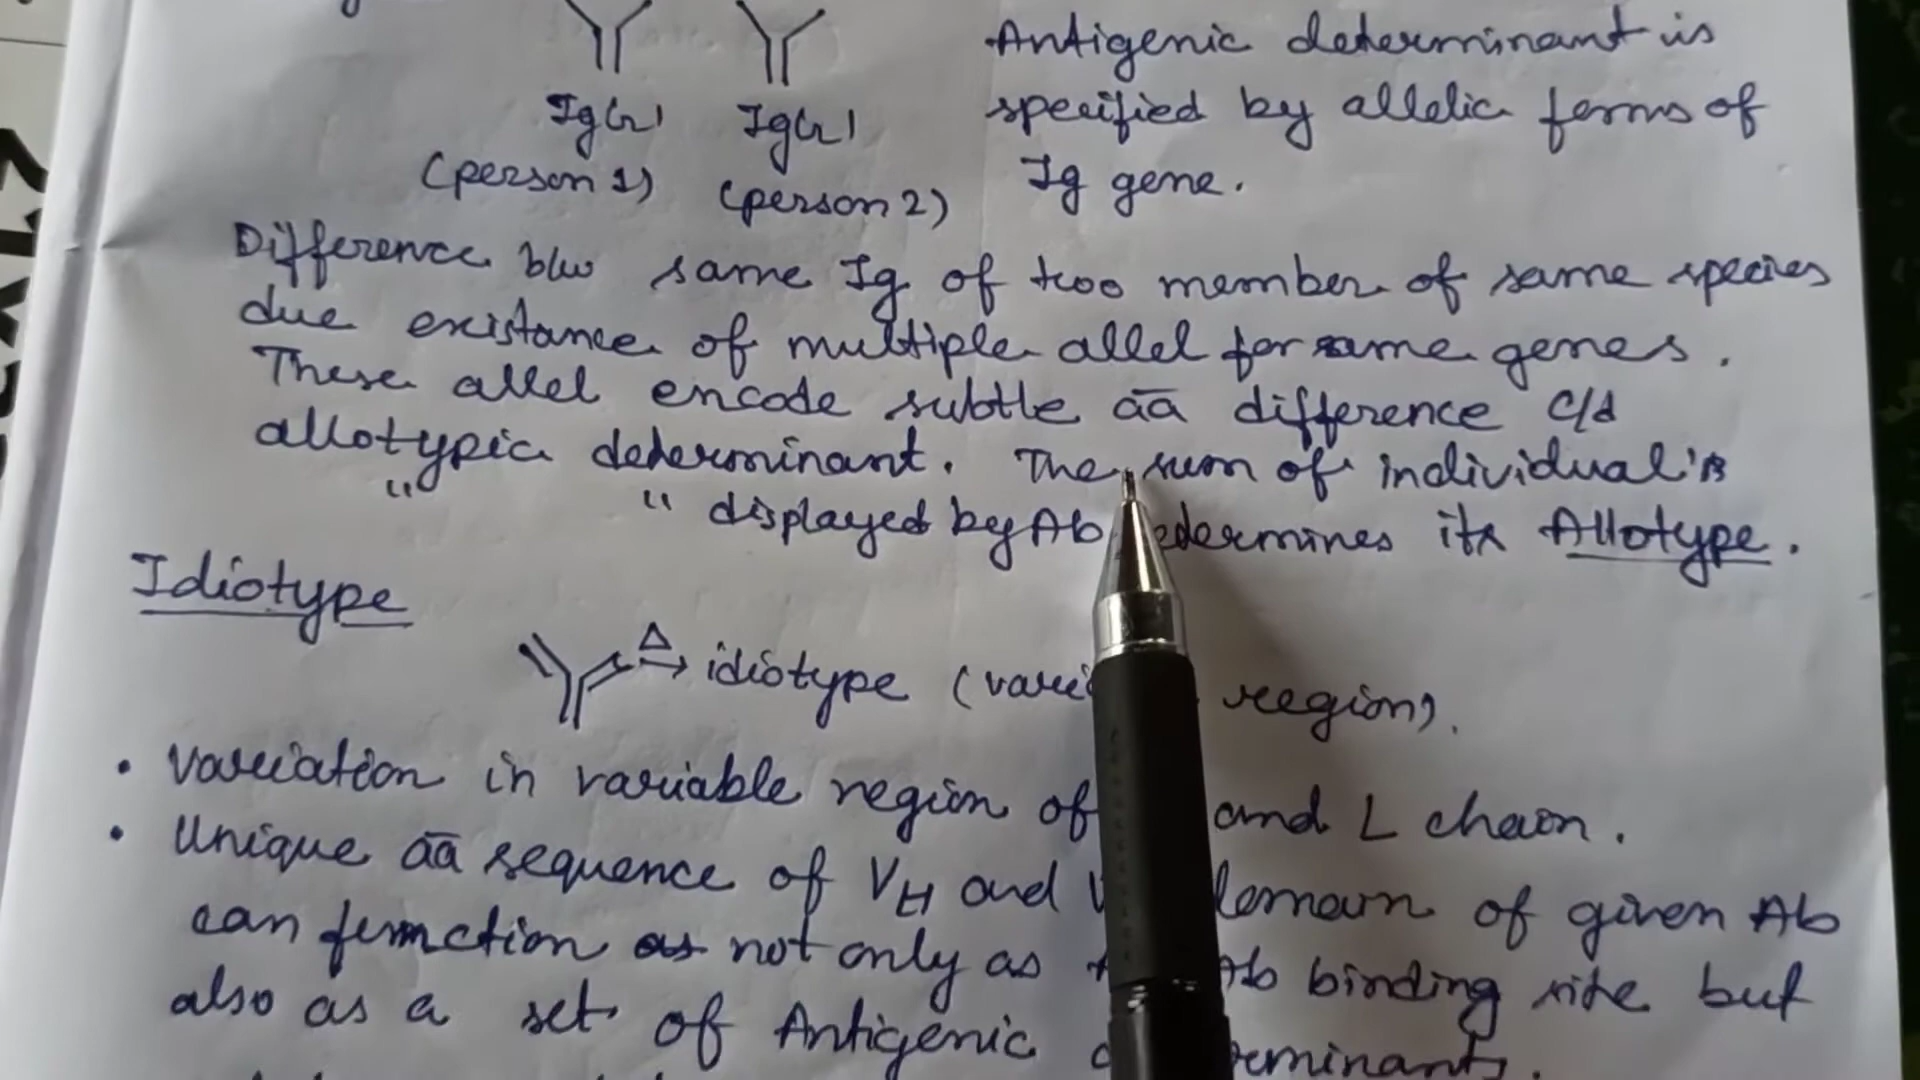 Antigenic determinant is
IgG1 IgG1 specified by allelic forms of
(person 1) (person 2) Ig gene.
Difference b/w same Ig of two member of same species
due existance of multiple allel for same genes.
These allel encode subtle āā difference c/d
allotypic determinant. The sum of individual's
" " displayed by Ab determines its Allotype.
Idiotype
→ idiotype (region).
• Variation in variable region of and L chain.
• Unique āā sequence of VH and of given Ab
can function as not only as Ab binding site but
also as a set of Antigenic